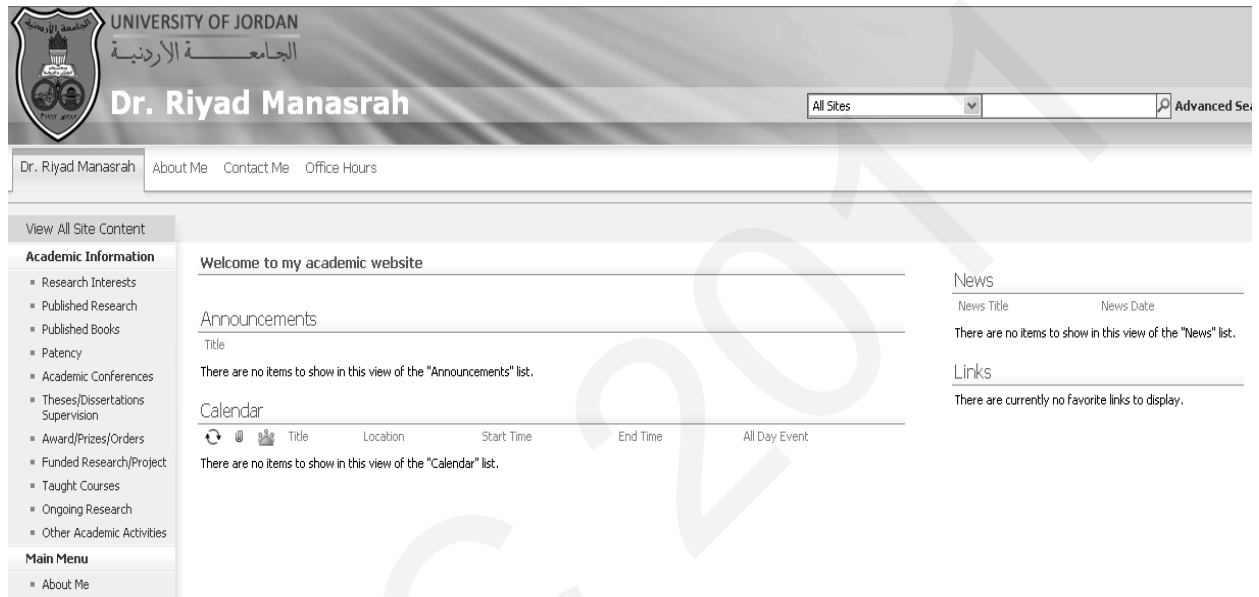 UNIVERSITY OF JORDAN
الجامعة الأردنية
Dr. Riyad Manasrah
All Sites
Advanced Sea
Dr. Riyad Manasrah About Me Contact Me Office Hours
View All Site Content
Academic Information
Research Interests
Published Research
Published Books
Patency
Academic Conferences
Theses/Dissertations
Supervision
Award/Prizes/Orders
Funded Research/Project
Taught Courses
Ongoing Research
Other Academic Activities
Main Menu
About Me
Welcome to my academic website
Announcements
Title
There are no items to show in this view of the "Announcements" list.
Calendar
Title Location Start Time End Time All Day Event
There are no items to show in this view of the "Calendar" list.
News
News Title News Date
There are no items to show in this view of the "News" list.
Links
There are currently no favorite links to display.
2011